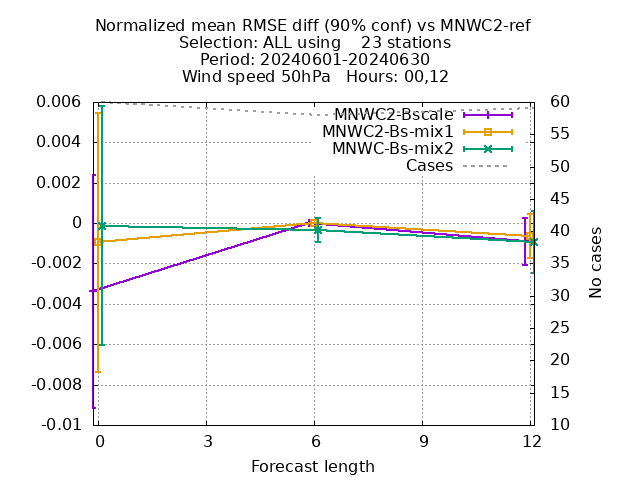 Normalized mean RMSE diff (90% conf) vs MNWC2-ref
Selection: ALL using    23 stations
Period: 20240601-20240630
Wind speed 50hPa   Hours: 00,12
MNWC2-Bscale
MNWC2-Bs-mix1
MNWC-Bs-mix2
Cases
0.006
0.004
0.002
0
-0.002
-0.004
-0.006
-0.008
-0.01
60
55
50
45
40
35
30
25
20
15
10
No cases
0 3 6 9 12
Forecast length